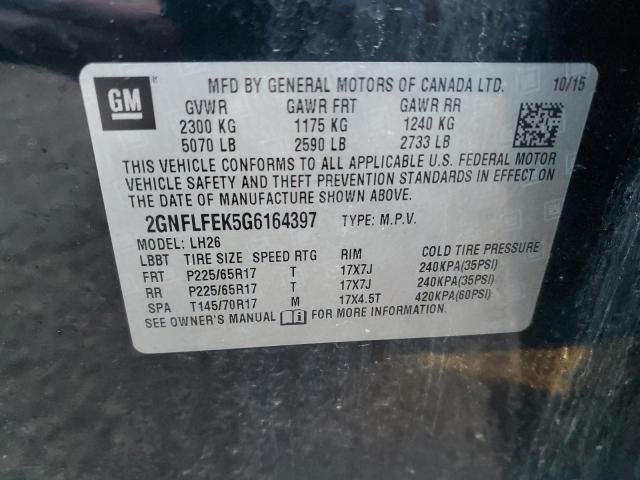 GM
®
MFD BY GENERAL MOTORS OF CANADA LTD. 10/15
GVWR GAWR FRT GAWR RR
2300 KG 1175 KG 1240 KG
5070 LB 2590 LB 2733 LB
THIS VEHICLE CONFORMS TO ALL APPLICABLE U.S. FEDERAL MOTOR
VEHICLE SAFETY AND THEFT PREVENTION STANDARDS IN EFFECT ON
THE DATE OF MANUFACTURE SHOWN ABOVE.
2GNFLFEK5G6164397 TYPE: M.P.V.
MODEL: LH26
LBBT TIRE SIZE SPEED RTG RIM COLD TIRE PRESSURE
FRT P225/65R17 T 17X7J 240KPA(35PSI)
RR P225/65R17 T 17X7J 240KPA(35PSI)
SPA T145/70R17 M 17X4.5T 420KPA(60PSI)
SEE OWNER'S MANUAL FOR MORE INFORMATION.